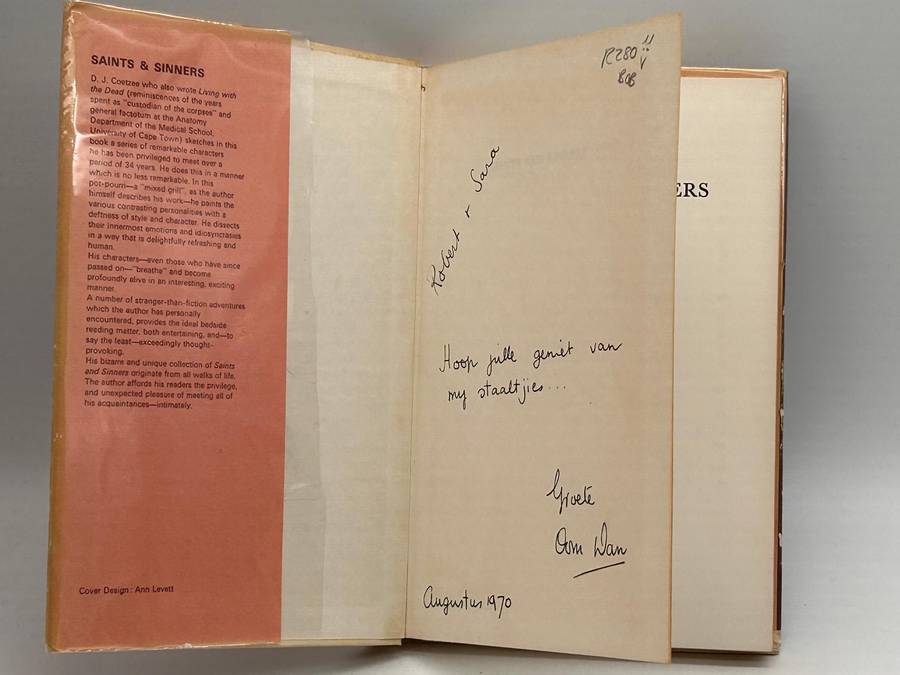 SAINTS & SINNERS
D. J. Coetzee who also wrote Living with
the Dead (reminiscences of the years
spent as "custodian of the corpses" and
general factotum at the Anatomy
Department of the Medical School,
University of Cape Town) sketches in this
book a series of remarkable characters
he has been privileged to meet over a
period of 34 years. He does this in a manner
which is no less remarkable. In this
pot-pourri—a "mixed grill", as the author
himself describes his work—he paints the
various contrasting personalities with a
deftness of style and character. He dissects
their innermost emotions and idiosyncrasies
in a way that is delightfully refreshing and
human.
His characters—even those who have since
passed on—"breathe" and become
profoundly alive in an interesting, exciting
manner.
A number of stranger-than-fiction adventures
which the author has personally
encountered, provides the ideal bedside
reeding matter, both entertaining, and—to
say the least—exceedingly thought-
provoking.
His bizarre and unique collection of Saints
and Sinners originate from all walks of life.
The author affords his readers the privilege,
and unexpected pleasure of meeting all of
his acquaintances—intimately.
Cover Design: Ann Levett
R280
Robert & Sara
Hoop julle geniet van
my staaltjies...
Groete
Oom Dan
Augustus 1970
ERS